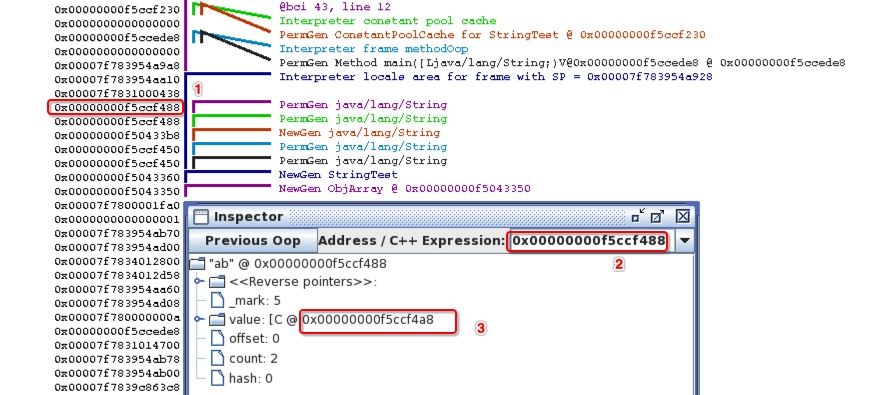 0x00000000f5ccf230 @bci 43, line 12
0x0000000000000000 Interpreter constant pool cache
0x00000000f5ccede8 PermGen ConstantPoolCache for StringTest @ 0x00000000f5ccf230
0x0000000000000000 Interpreter frame methodOop
0x00007f783954a9a8 PermGen Method main([Ljava/lang/String;)V@0x00000000f5ccede8 @ 0x00000000f5ccede8
0x00007f783954aa10 Interpreter locals area for frame with SP = 0x00007f783954a928
0x00007f7831000438 1
0x00000000f5ccf488 PermGen java/lang/String
0x00000000f5ccf488 PermGen java/lang/String
0x00000000f50433b8 NewGen java/lang/String
0x00000000f5ccf450 PermGen java/lang/String
0x00000000f5ccf450 PermGen java/lang/String
0x00000000f5043360 NewGen StringTest
0x00000000f5043350 NewGen ObjArray @ 0x00000000f5043350
0x00007f7800001fa0
0x0000000000000001 Inspector
0x00007f783954ab70 Previous Oop Address / C++ Expression: 0x00000000f5ccf488
0x00007f783954ad00 2
0x00007f7834012800 "ab" @ 0x00000000f5ccf488
0x00007f7834012d58 <<Reverse pointers>>:
0x00007f783954aa60 _mark: 5
0x00007f783954ad08 value: [C @ 0x00000000f5ccf4a8 3
0x00007f780000000a offset: 0
0x00000000f5ccede8
0x00007f7831014700 count: 2
0x00007f783954ab78 hash: 0
0x00007f783954ab00
0x00007f7839c863c8